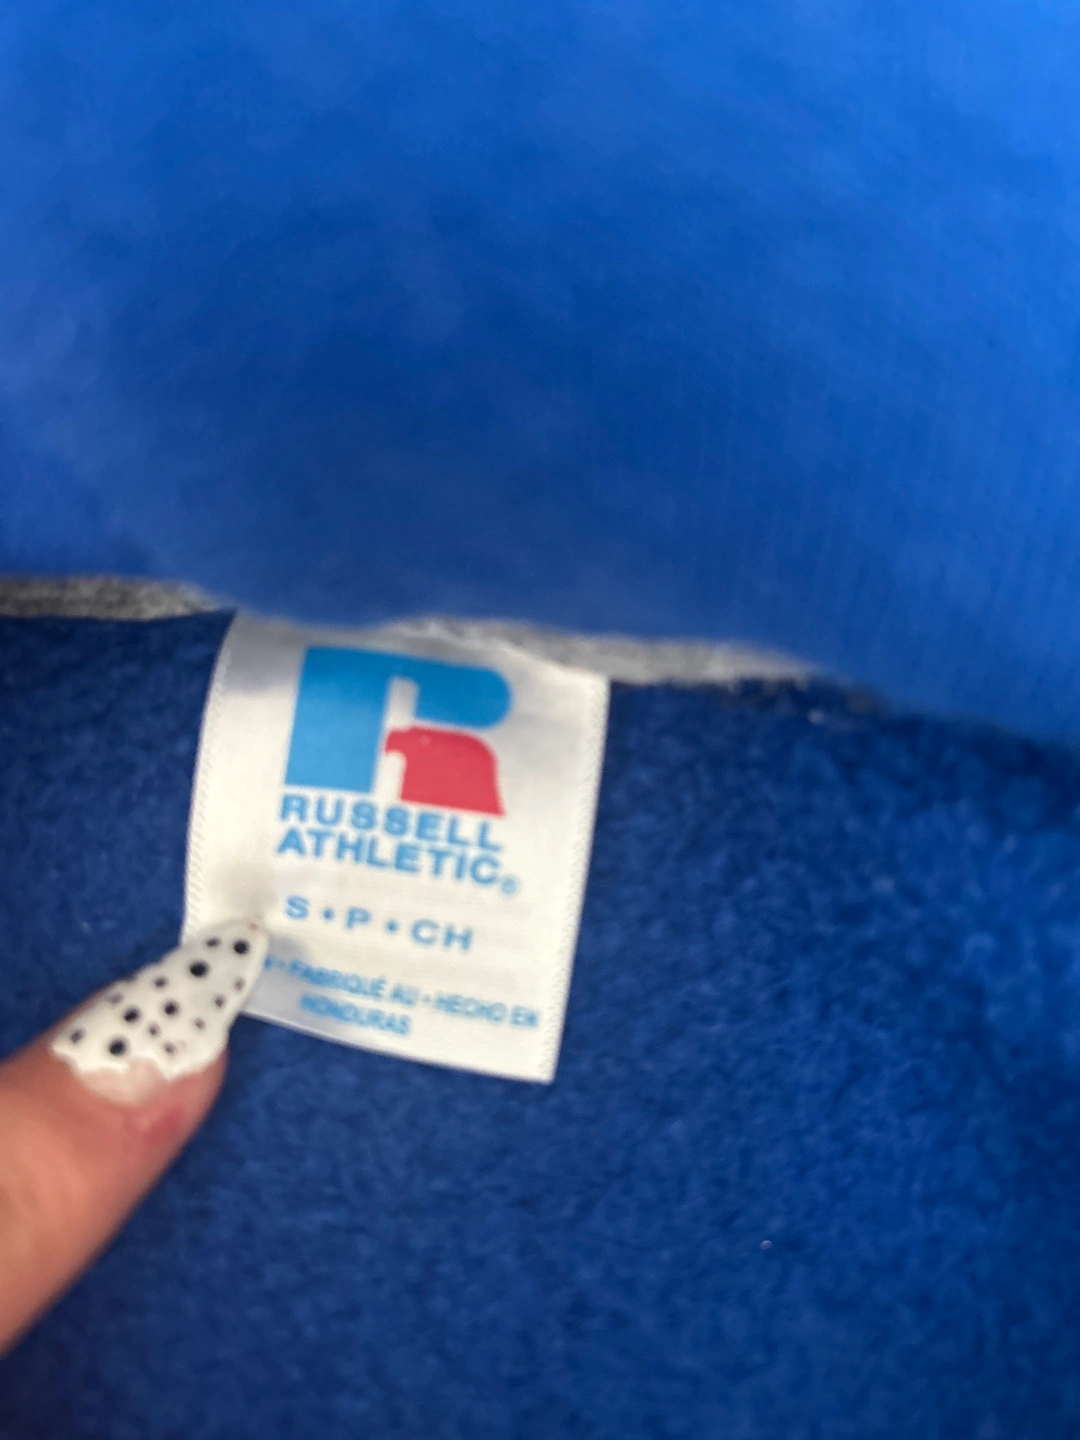 RUSSELL
ATHLETIC®
S • P • CH
• FABRIQUÉ AU • HECHO EN
HONDURAS